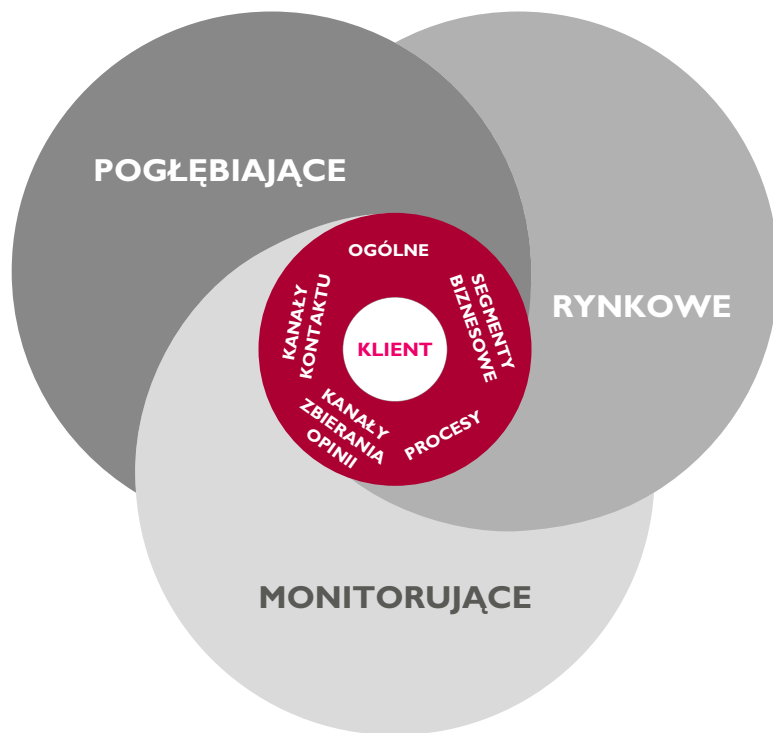 POGŁĘBIAJĄCE
RYNKOWE
OGÓLNE
SEGMENTY
BIZNESOWE
PROCESY
KANAŁY
ZBIERANIA
OPINII
KANAŁY
KONTAKTU
KLIENT
MONITORUJĄCE